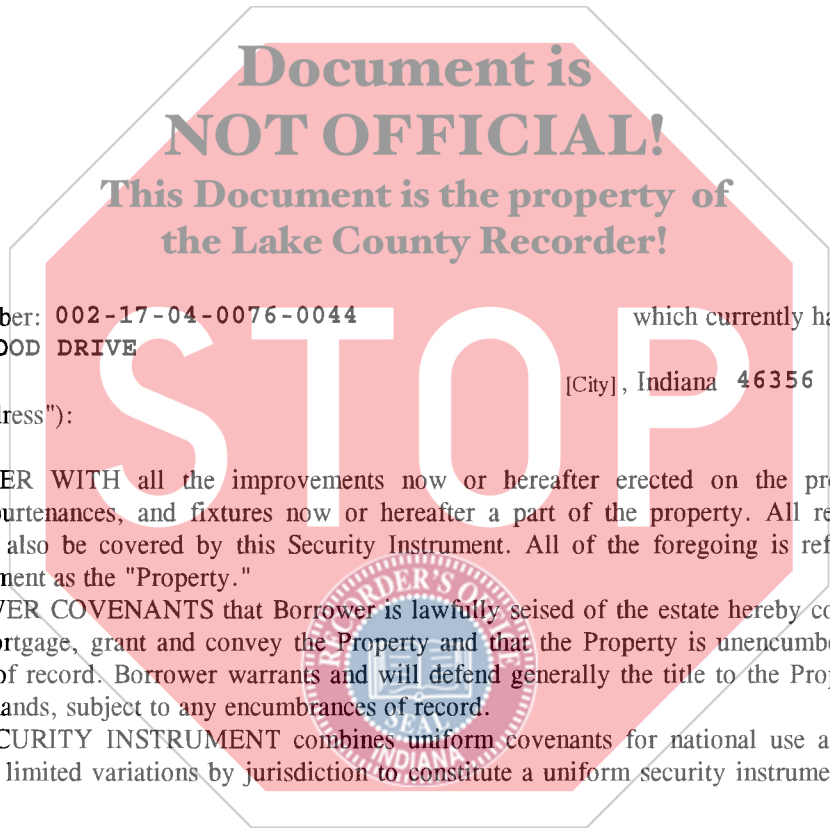 Document is
NOT OFFICIAL!
This Document is the property of
the Lake County Recorder!
STOP
ber: 002-17-04-0076-0044 which currently ha
OOD DRIVE
[City], Indiana 46356
dress"):
ER WITH all the improvements now or hereafter erected on the pro
ourtenances, and fixtures now or hereafter a part of the property. All re
also be covered by this Security Instrument. All of the foregoing is ref
ment as the "Property."
VER COVENANTS that Borrower is lawfully seised of the estate hereby co
ortgage, grant and convey the Property and that the Property is unencumbe
of record. Borrower warrants and will defend generally the title to the Prop
ands, subject to any encumbrances of record.
CURITY INSTRUMENT combines uniform covenants for national use a
limited variations by jurisdiction to constitute a uniform security instrume
RECORDER'S OFFICE
SEAL
INDIANA